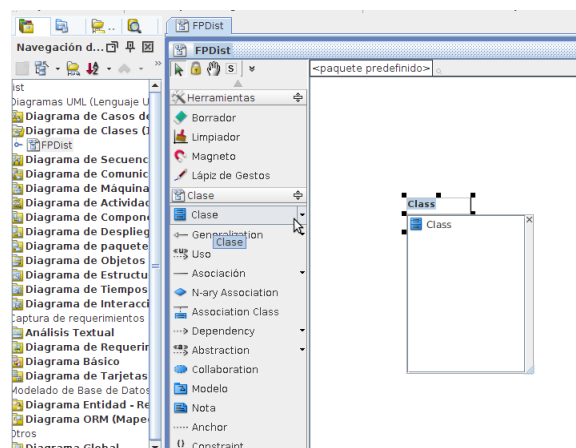 FPDist
Navegación d...
FPDist
<paquete predefinido>
ist
Diagramas UML (Lenguaje U
Diagrama de Casos de
Diagrama de Clases (1
FPDist
Diagrama de Secuenc
Diagrama de Comunic
Diagrama de Máquina
Diagrama de Actividad
Diagrama de Compon
Diagrama de Desplieg
Diagrama de paquete
Diagrama de Objetos
Diagrama de Estructu
Diagrama de Tiempos
Diagrama de Interacci
Captura de requerimientos
Análisis Textual
Diagrama de Requerir
Diagrama Básico
Diagrama de Tarjetas
Modelado de Base de Datos
Diagrama Entidad - Re
Diagrama ORM (Mape
Otros
Diagrama Global
Herramientas
Borrador
Limpiador
Magneto
Lápiz de Gestos
Clase
Clase
Generalization
Clase
Uso
Asociación
N-ary Association
Association Class
Dependency
Abstraction
Collaboration
Modelo
Nota
Anchor
Constraint
Class
Class